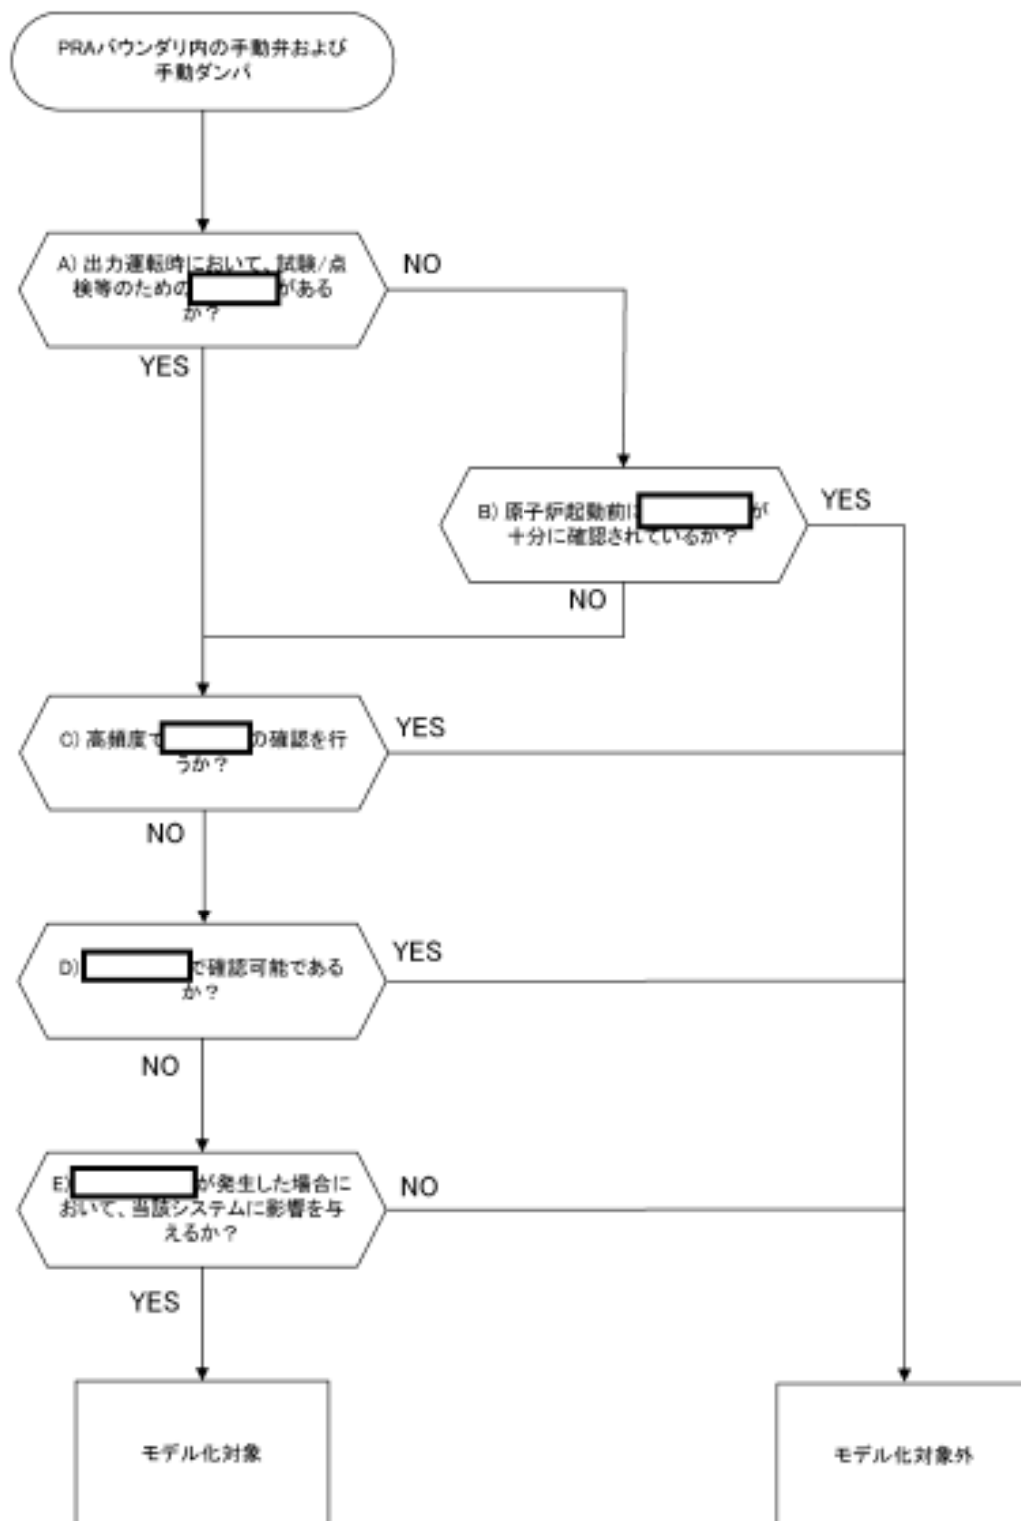 PRAバウンダリ内の手動弁および
手動ダンパ
A) 出力運転時において、試験/点
検等のための がある
か？
NO
YES
B) 原子炉起動前に が
十分に確認されているか？
YES
NO
C) 高頻度で の確認を行
うか？
YES
NO
D) で確認可能である
か？
YES
NO
E) が発生した場合に
おいて、当該システムに影響を与
えるか？
NO
YES
モデル化対象
モデル化対象外